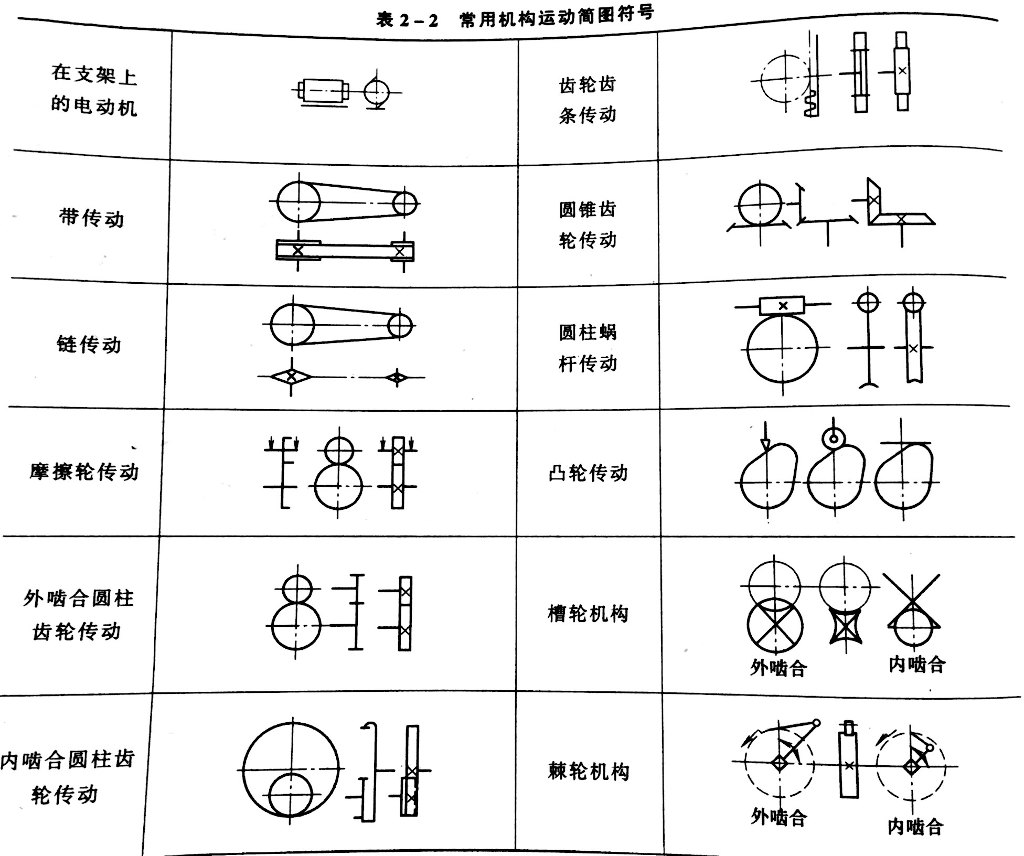 表2-2 常用机构运动简图符号
在支架上
的电动机
齿轮齿
条传动
带传动
圆锥齿
轮传动
链传动
圆柱蜗
杆传动
摩擦轮传动
凸轮传动
外啮合圆柱
齿轮传动
槽轮机构
外啮合
内啮合
内啮合圆柱齿
轮传动
棘轮机构
外啮合
内啮合